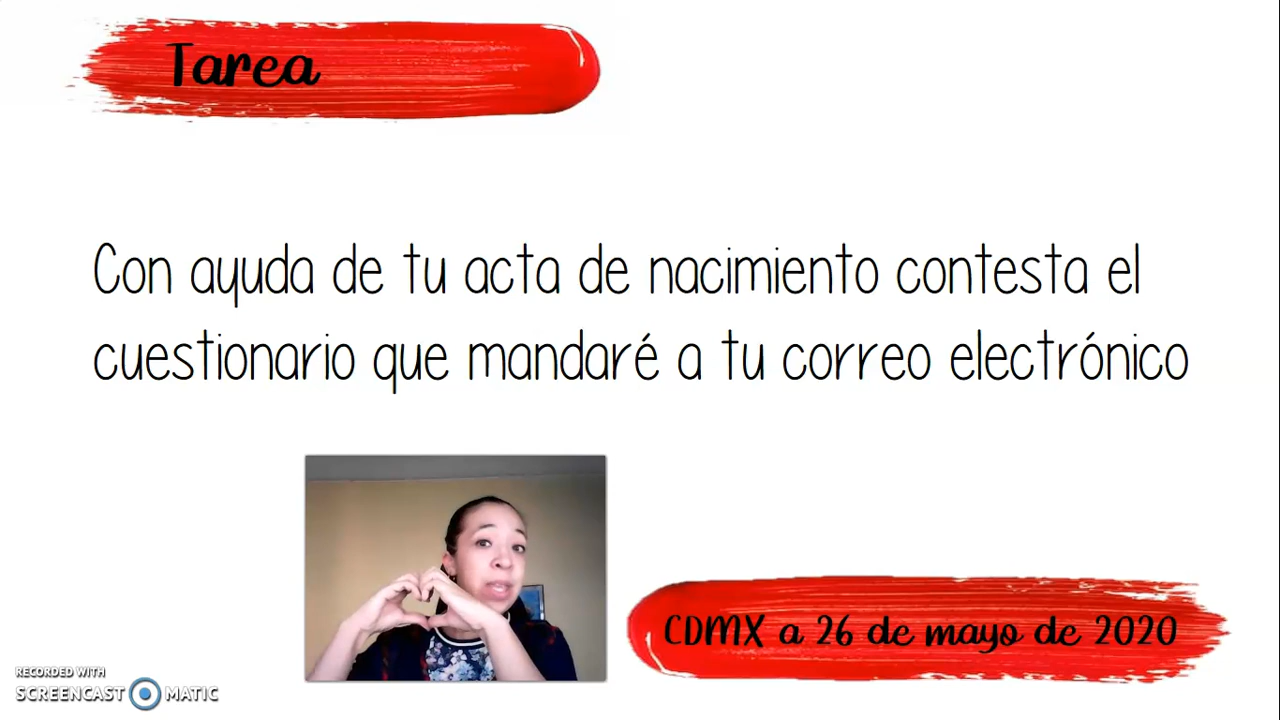 Tarea
Con ayuda de tu acta de nacimiento contesta el
cuestionario que mandaré a tu correo electrónico
CDMX a 26 de mayo de 2020
RECORDED WITH
SCREENCAST MATIC